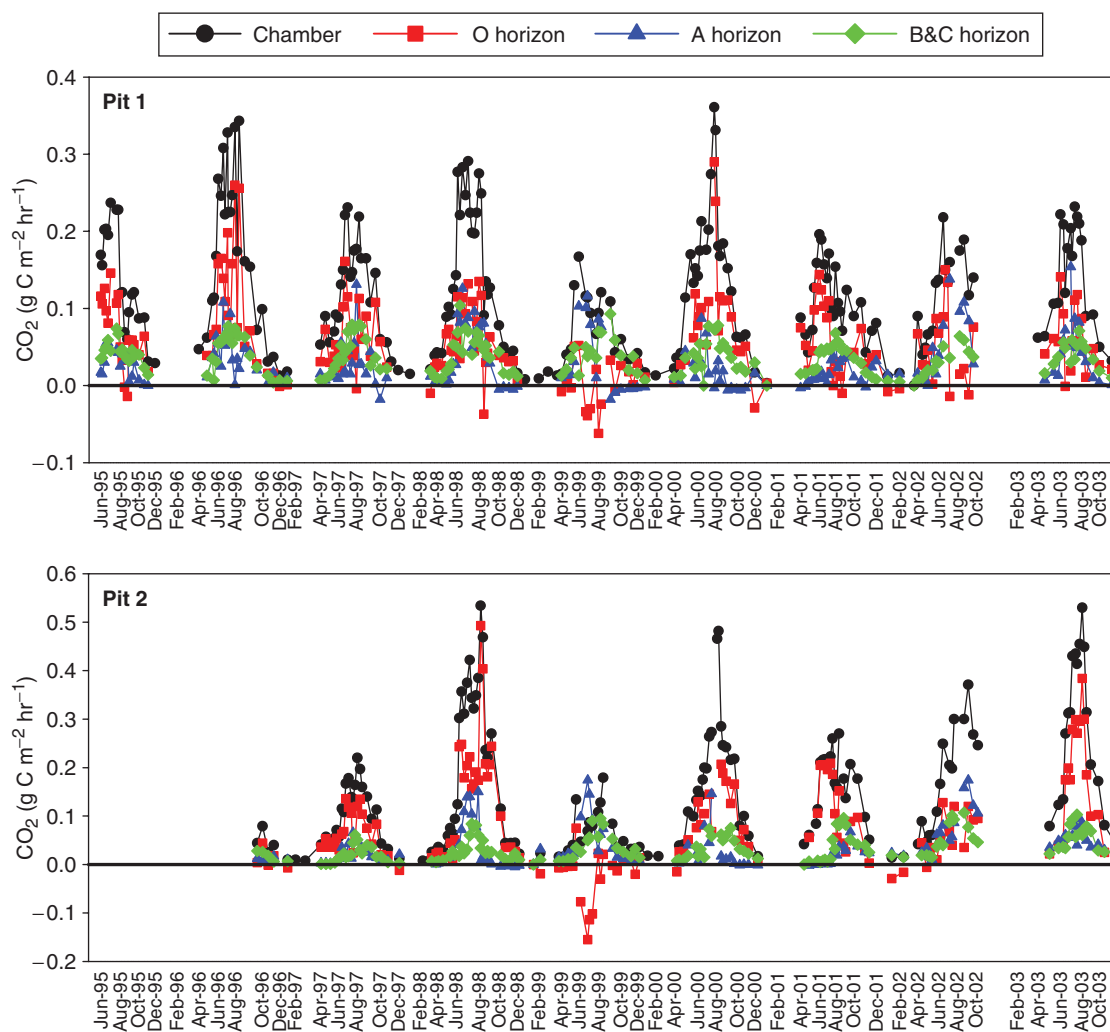 Chamber O horizon A horizon B&C horizon
Pit 1
CO2 (g C m−2 hr−1)
0.4
0.3
0.2
0.1
0.0
−0.1
Jun-95 Aug-95 Oct-95 Dec-95 Feb-96 Apr-96 Jun-96 Aug-96 Oct-96 Dec-96 Feb-97 Apr-97 Jun-97 Aug-97 Oct-97 Dec-97 Feb-98 Apr-98 Jun-98 Aug-98 Oct-98 Dec-98 Feb-99 Apr-99 Jun-99 Aug-99 Oct-99 Dec-99 Feb-00 Apr-00 Jun-00 Aug-00 Oct-00 Dec-00 Feb-01 Apr-01 Jun-01 Aug-01 Oct-01 Dec-01 Feb-02 Apr-02 Jun-02 Aug-02 Oct-02 Feb-03 Apr-03 Jun-03 Aug-03 Oct-03
Pit 2
CO2 (g C m−2 hr−1)
0.6
0.5
0.4
0.3
0.2
0.1
0.0
−0.1
−0.2
Jun-95 Aug-95 Oct-95 Dec-95 Feb-96 Apr-96 Jun-96 Aug-96 Oct-96 Dec-96 Feb-97 Apr-97 Jun-97 Aug-97 Oct-97 Dec-97 Feb-98 Apr-98 Jun-98 Aug-98 Oct-98 Dec-98 Feb-99 Apr-99 Jun-99 Aug-99 Oct-99 Dec-99 Feb-00 Apr-00 Jun-00 Aug-00 Oct-00 Dec-00 Feb-01 Apr-01 Jun-01 Aug-01 Oct-01 Dec-01 Feb-02 Apr-02 Jun-02 Aug-02 Oct-02 Feb-03 Apr-03 Jun-03 Aug-03 Oct-03